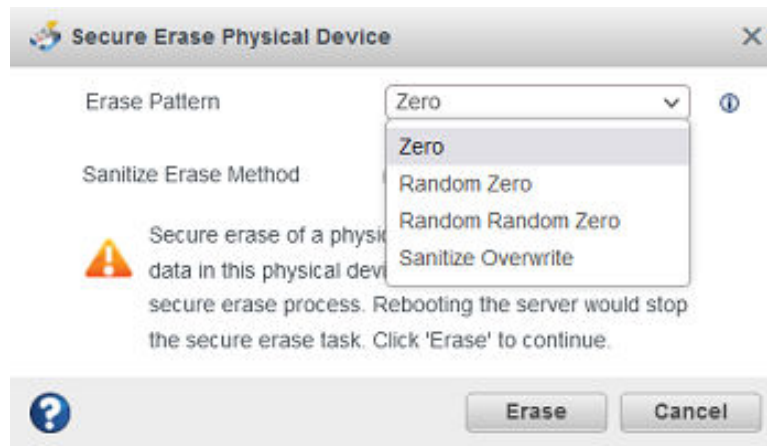 Secure Erase Physical Device
Erase Pattern
Zero
Zero
Random Zero
Sanitize Erase Method
Random Random Zero
Sanitize Overwrite
Secure erase of a
data in this physical
secure erase process. Rebooting the server would stop
the secure erase task. Click 'Erase' to continue.
Erase
Cancel